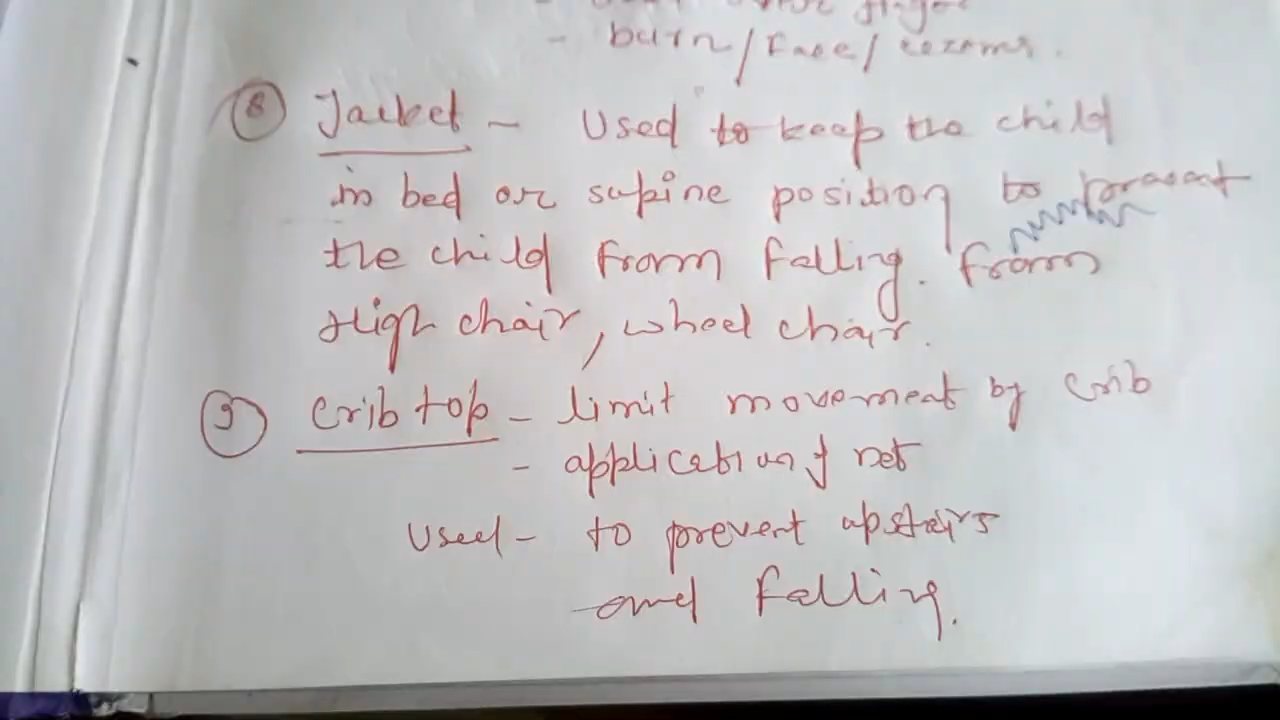 - burn/Face/eczema.
⑧ Jacket - Used to keep the child
in bed or supine position to prevent
the child from falling. from
High chair, wheel chair.
⑨ crib top - limit movement by crib
- application of net
Used - to prevent upstairs
and falling.